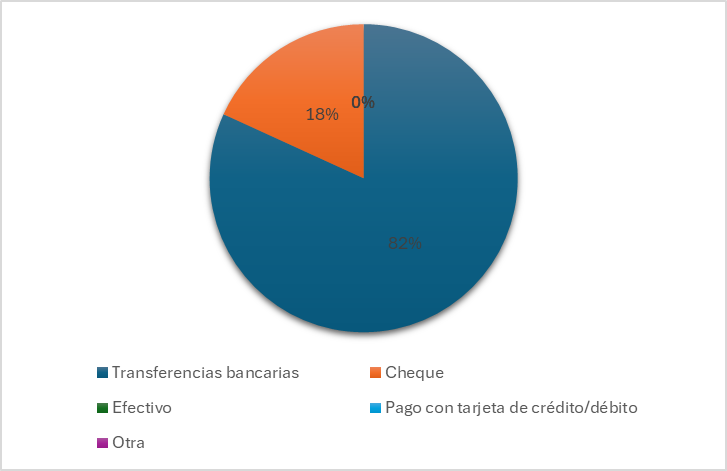 0%
18%
82%
Transferencias bancarias
Cheque
Efectivo
Pago con tarjeta de crédito/débito
Otra